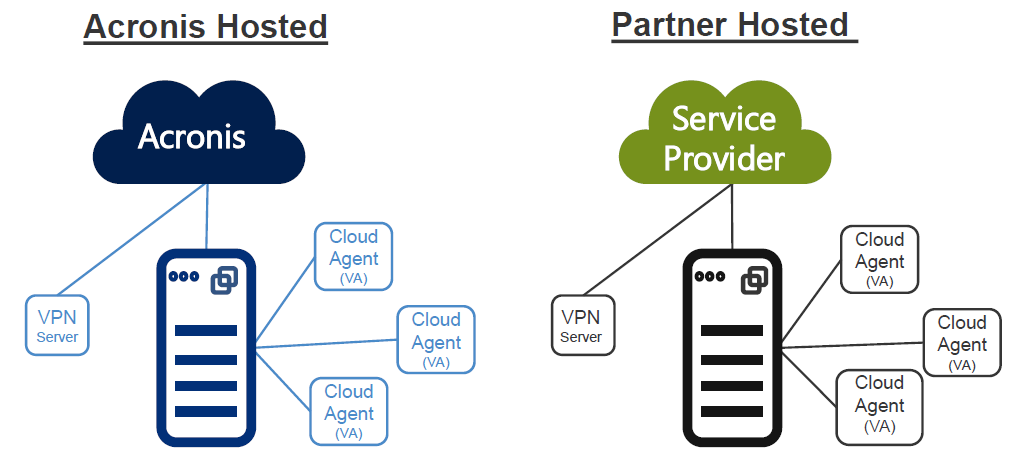 Acronis Hosted
Acronis
Cloud
Agent
(VA)
VPN
Server
Cloud
Agent
(VA)
Cloud
Agent
(VA)
Partner Hosted
Service
Provider
Cloud
Agent
(VA)
VPN
Server
Cloud
Agent
(VA)
Cloud
Agent
(VA)